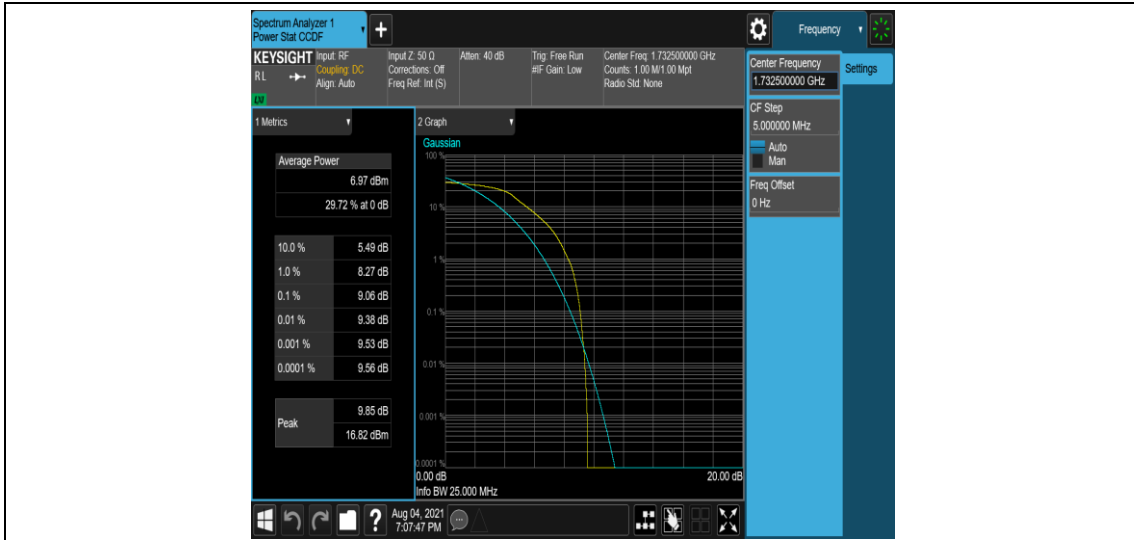 Spectrum Analyzer 1
Power Stat CCDF
+
Frequency
KEYSIGHT
RL
LXI
Input: RF
Coupling: DC
Align: Auto
Input Z: 50 Ω
Corrections: Off
Freq Ref: Int (S)
Atten: 40 dB
Trig: Free Run
#IF Gain: Low
Center Freq: 1.732500000 GHz
Counts: 1.00 M/1.00 Mpt
Radio Std: None
Center Frequency
1.732500000 GHz
Settings
CF Step
5.000000 MHz
Auto
Man
Freq Offset
0 Hz
1 Metrics
Average Power
6.97 dBm
29.72 % at 0 dB
10.0 % 5.49 dB
1.0 % 8.27 dB
0.1 % 9.06 dB
0.01 % 9.38 dB
0.001 % 9.53 dB
0.0001 % 9.56 dB
Peak
9.85 dB
16.82 dBm
2 Graph
Gaussian
100 %
10 %
1 %
0.1 %
0.01 %
0.001 %
0.0001 %
0.00 dB 20.00 dB
Info BW 25.000 MHz
?
Aug 04, 2021
7:07:47 PM